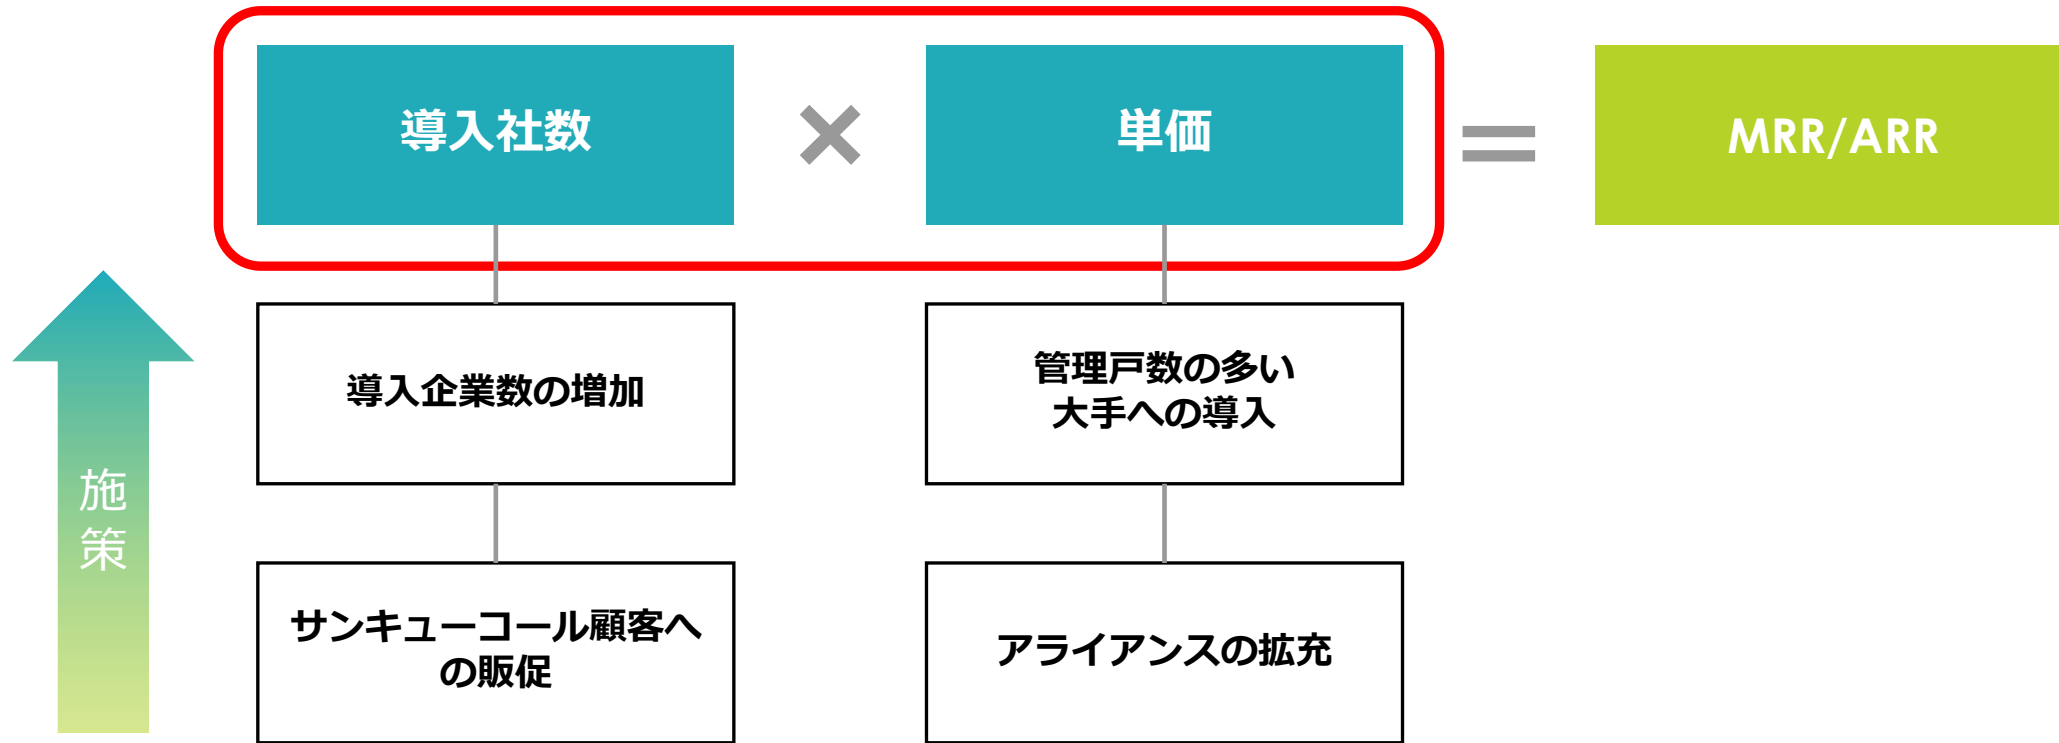 導入社数
×
単価
=
MRR/ARR
導入企業数の増加
管理戸数の多い
大手への導入
施
策
サンキューコール顧客へ
の販促
アライアンスの拡充